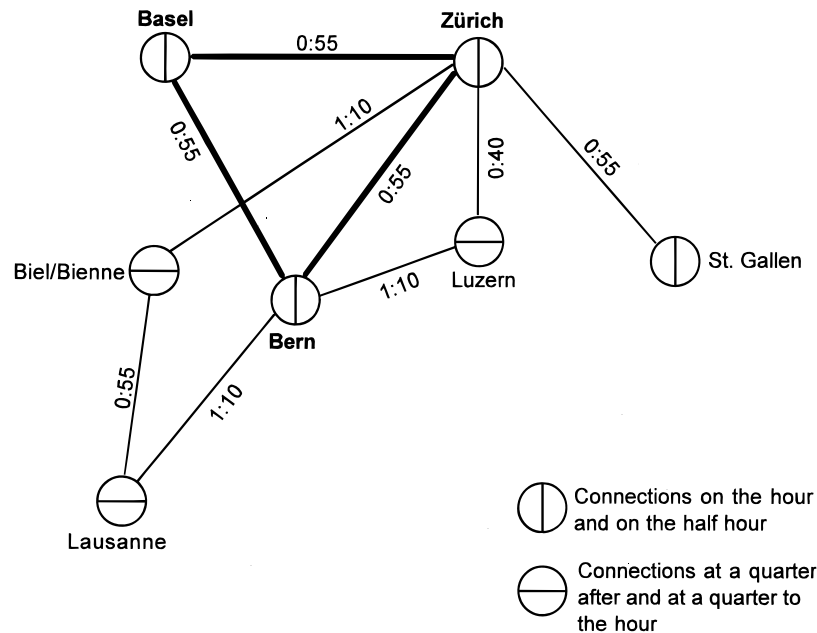 Basel
Zürich
0:55
1:10
0:55
0:55
0:40
0:55
Biel/Bienne
Luzern
St. Gallen
1:10
Bern
0:55
1:10
Lausanne
Connections on the hour
and on the half hour
Connections at a quarter
after and at a quarter to
the hour